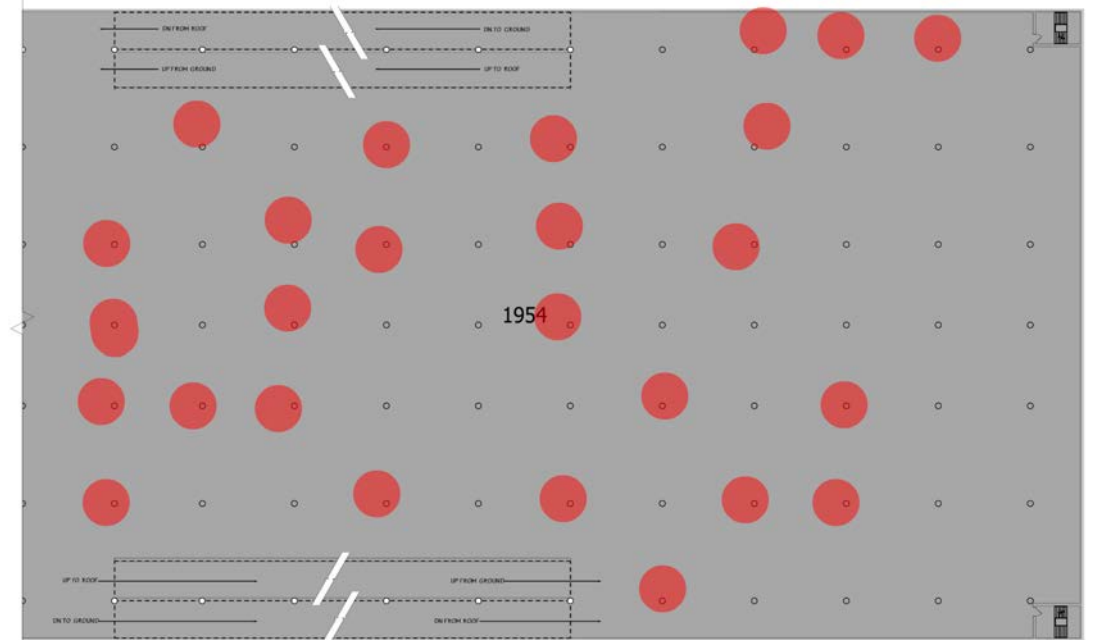 DN FROM ROOF
DN TO GROUND
UP FROM GROUND
UP TO ROOF
1954
UP TO ROOF
UP FROM GROUND
DN TO GROUND
DN FROM ROOF